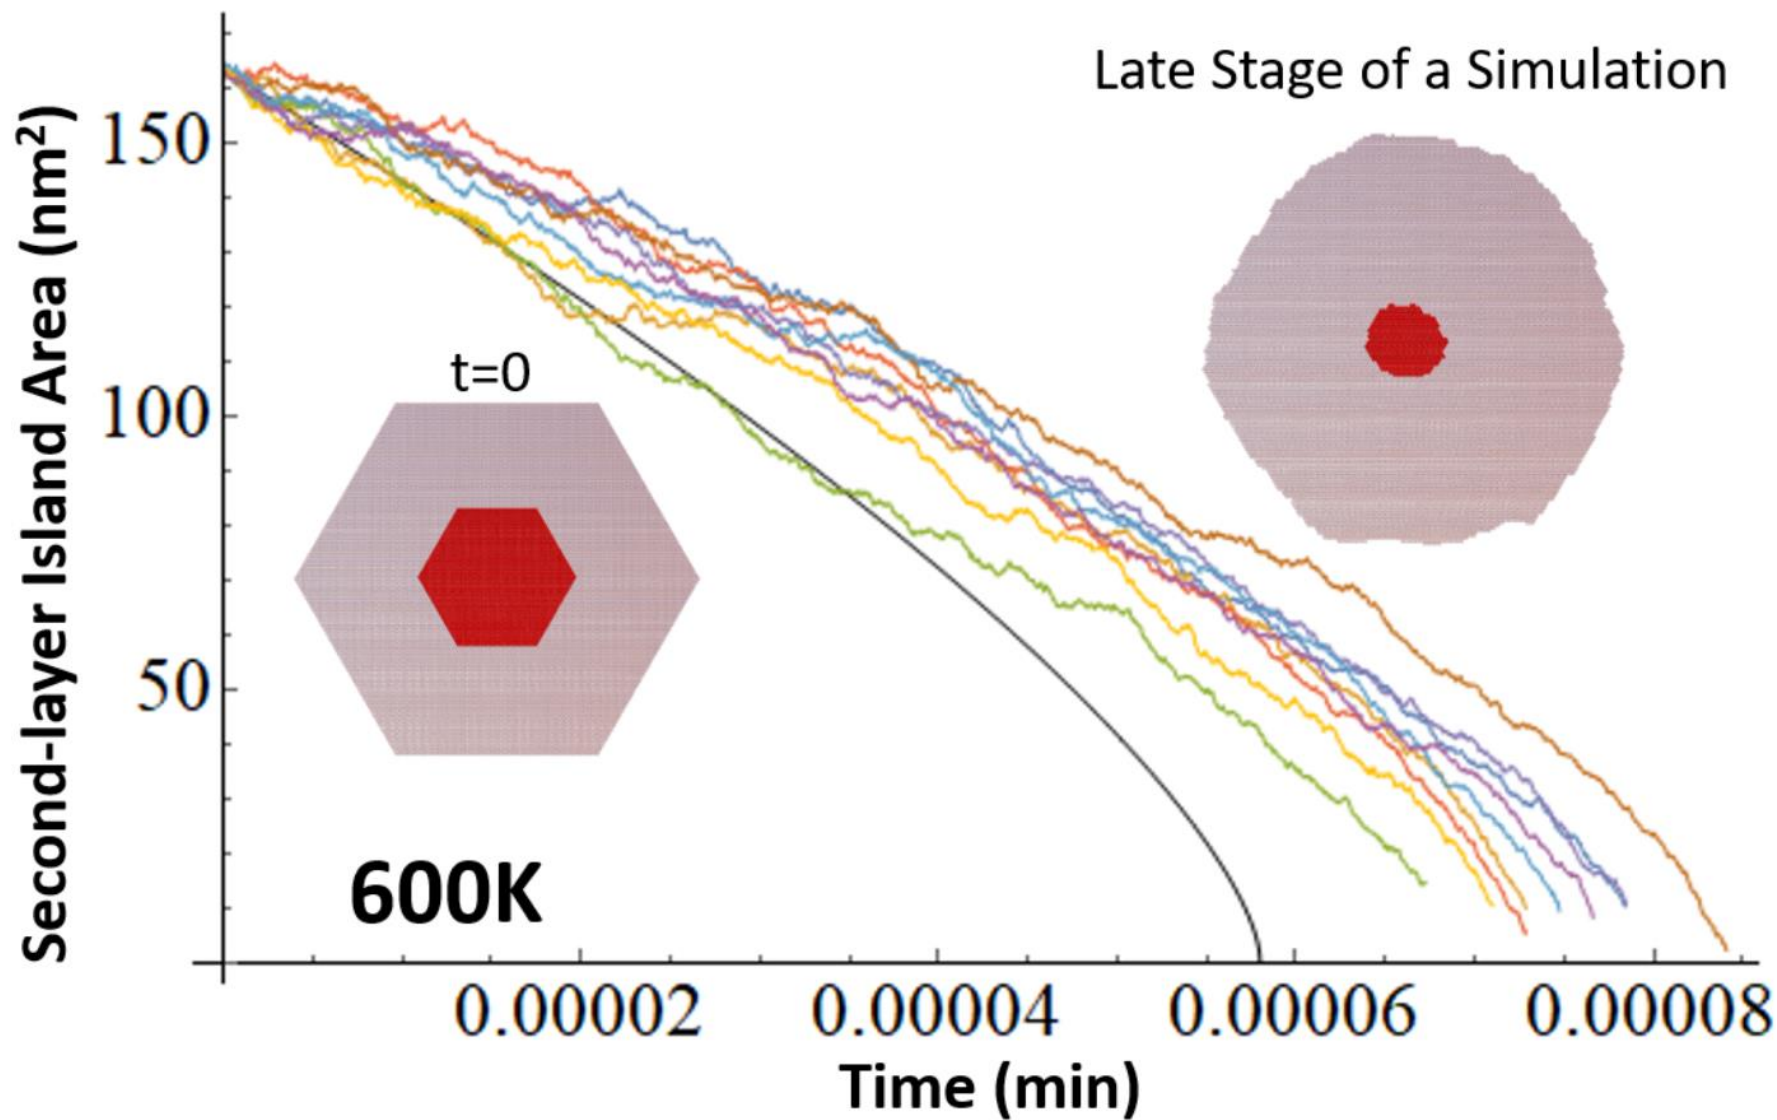 Late Stage of a Simulation
Second-layer Island Area (nm²)
150
100
50
t=0
600K
0.00002 0.00004 0.00006 0.00008
Time (min)